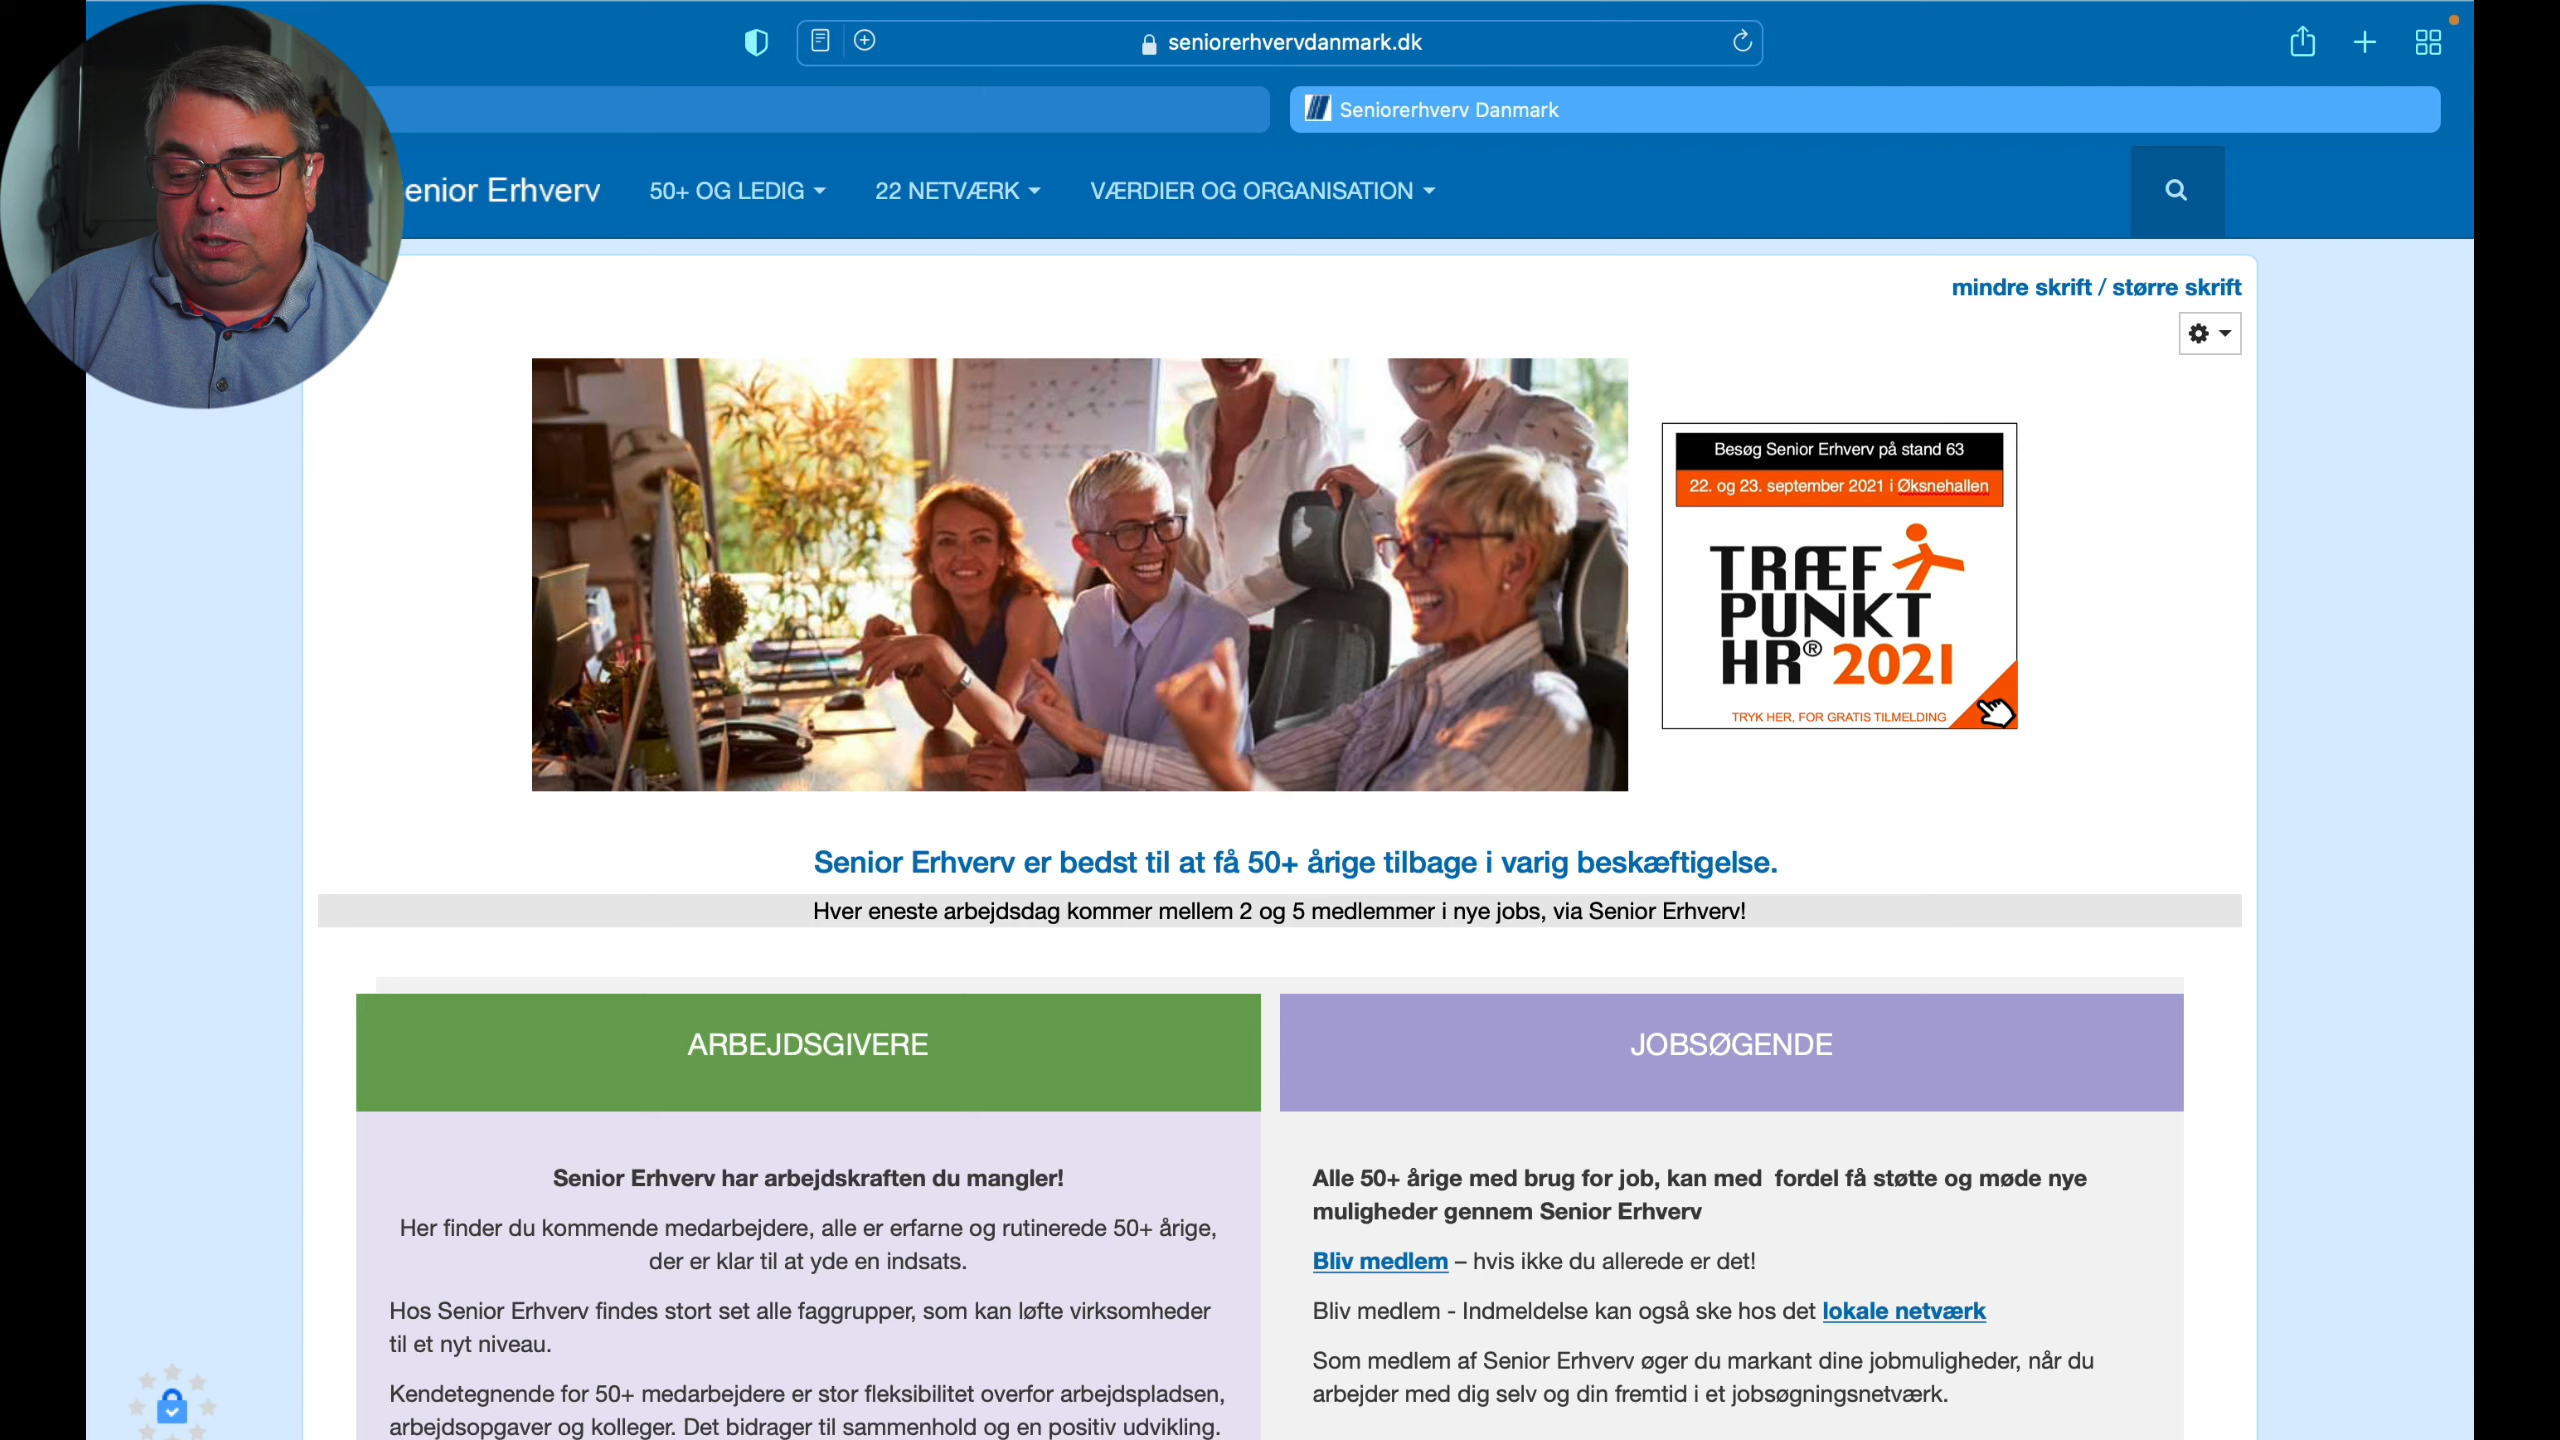 seniorerhvervdanmark.dk
Seniorerhverv Danmark
enior Erhverv
50+ OG LEDIG
22 NETVÆRK
VÆRDIER OG ORGANISATION
mindre skrift / større skrift
Besøg Senior Erhverv på stand 63
22. og 23. september 2021 i Øksnehallen
TRÆF
PUNKT
HR® 2021
TRYK HER, FOR GRATIS TILMELDING
Senior Erhverv er bedst til at få 50+ årige tilbage i varig beskæftigelse.
Hver eneste arbejdsdag kommer mellem 2 og 5 medlemmer i nye jobs, via Senior Erhverv!
ARBEJDSGIVERE
Senior Erhverv har arbejdskraften du mangler!
Her finder du kommende medarbejdere, alle er erfarne og rutinerede 50+ årige,
der er klar til at yde en indsats.
Hos Senior Erhverv findes stort set alle faggrupper, som kan løfte virksomheder
til et nyt niveau.
Kendetegnende for 50+ medarbejdere er stor fleksibilitet overfor arbejdspladsen,
arbejdsopgaver og kolleger. Det bidrager til sammenhold og en positiv udvikling.
JOBSØGENDE
Alle 50+ årige med brug for job, kan med  fordel få støtte og møde nye
muligheder gennem Senior Erhverv
Bliv medlem – hvis ikke du allerede er det!
Bliv medlem - Indmeldelse kan også ske hos det lokale netværk
Som medlem af Senior Erhverv øger du markant dine jobmuligheder, når du
arbejder med dig selv og din fremtid i et jobsøgningsnetværk.